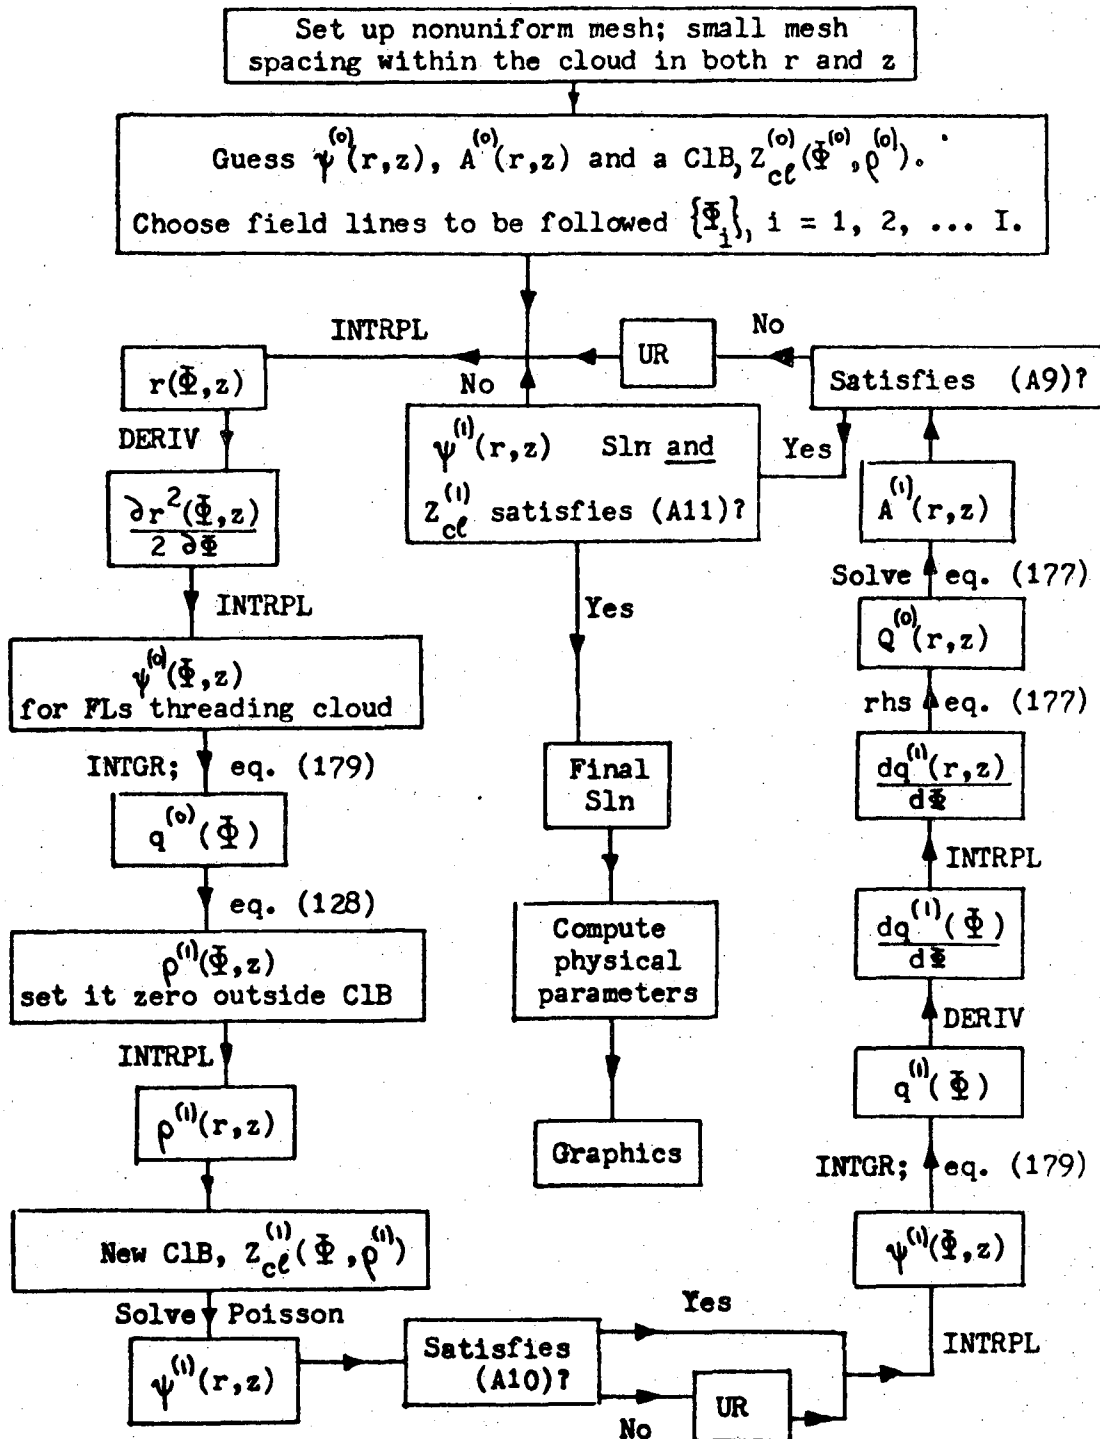 Set up nonuniform mesh; small mesh
spacing within the cloud in both r and z
Guess ψ^(0)(r,z), A^(0)(r,z) and a ClB, Z_cℓ^(0)(Φ^(0),ρ^(0)).
Choose field lines to be followed {Φ_i}, i = 1, 2, ... I.
INTRPL
r(Φ,z)
DERIV
∂r²(Φ,z)
2 ∂Φ
INTRPL
ψ^(0)(Φ,z)
for FLs threading cloud
INTGR; eq. (179)
q^(0)(Φ)
eq. (128)
ρ^(1)(Φ,z)
set it zero outside ClB
INTRPL
ρ^(1)(r,z)
New ClB, Z_cℓ^(1)(Φ,ρ^(1))
Solve Poisson
ψ^(1)(r,z)
Satisfies
(A10)?
Yes
No
UR
INTRPL
ψ^(1)(Φ,z)
INTGR; eq. (179)
q^(1)(Φ)
DERIV
dq^(1)(Φ)
dΦ
INTRPL
dq^(1)(r,z)
dΦ
rhs eq. (177)
Q^(0)(r,z)
Solve eq. (177)
A^(1)(r,z)
Satisfies (A9)?
No
UR
Yes
ψ^(1)(r,z) Sln and
Z_cℓ^(1) satisfies (A11)?
No
Yes
Final
Sln
Compute
physical
parameters
Graphics